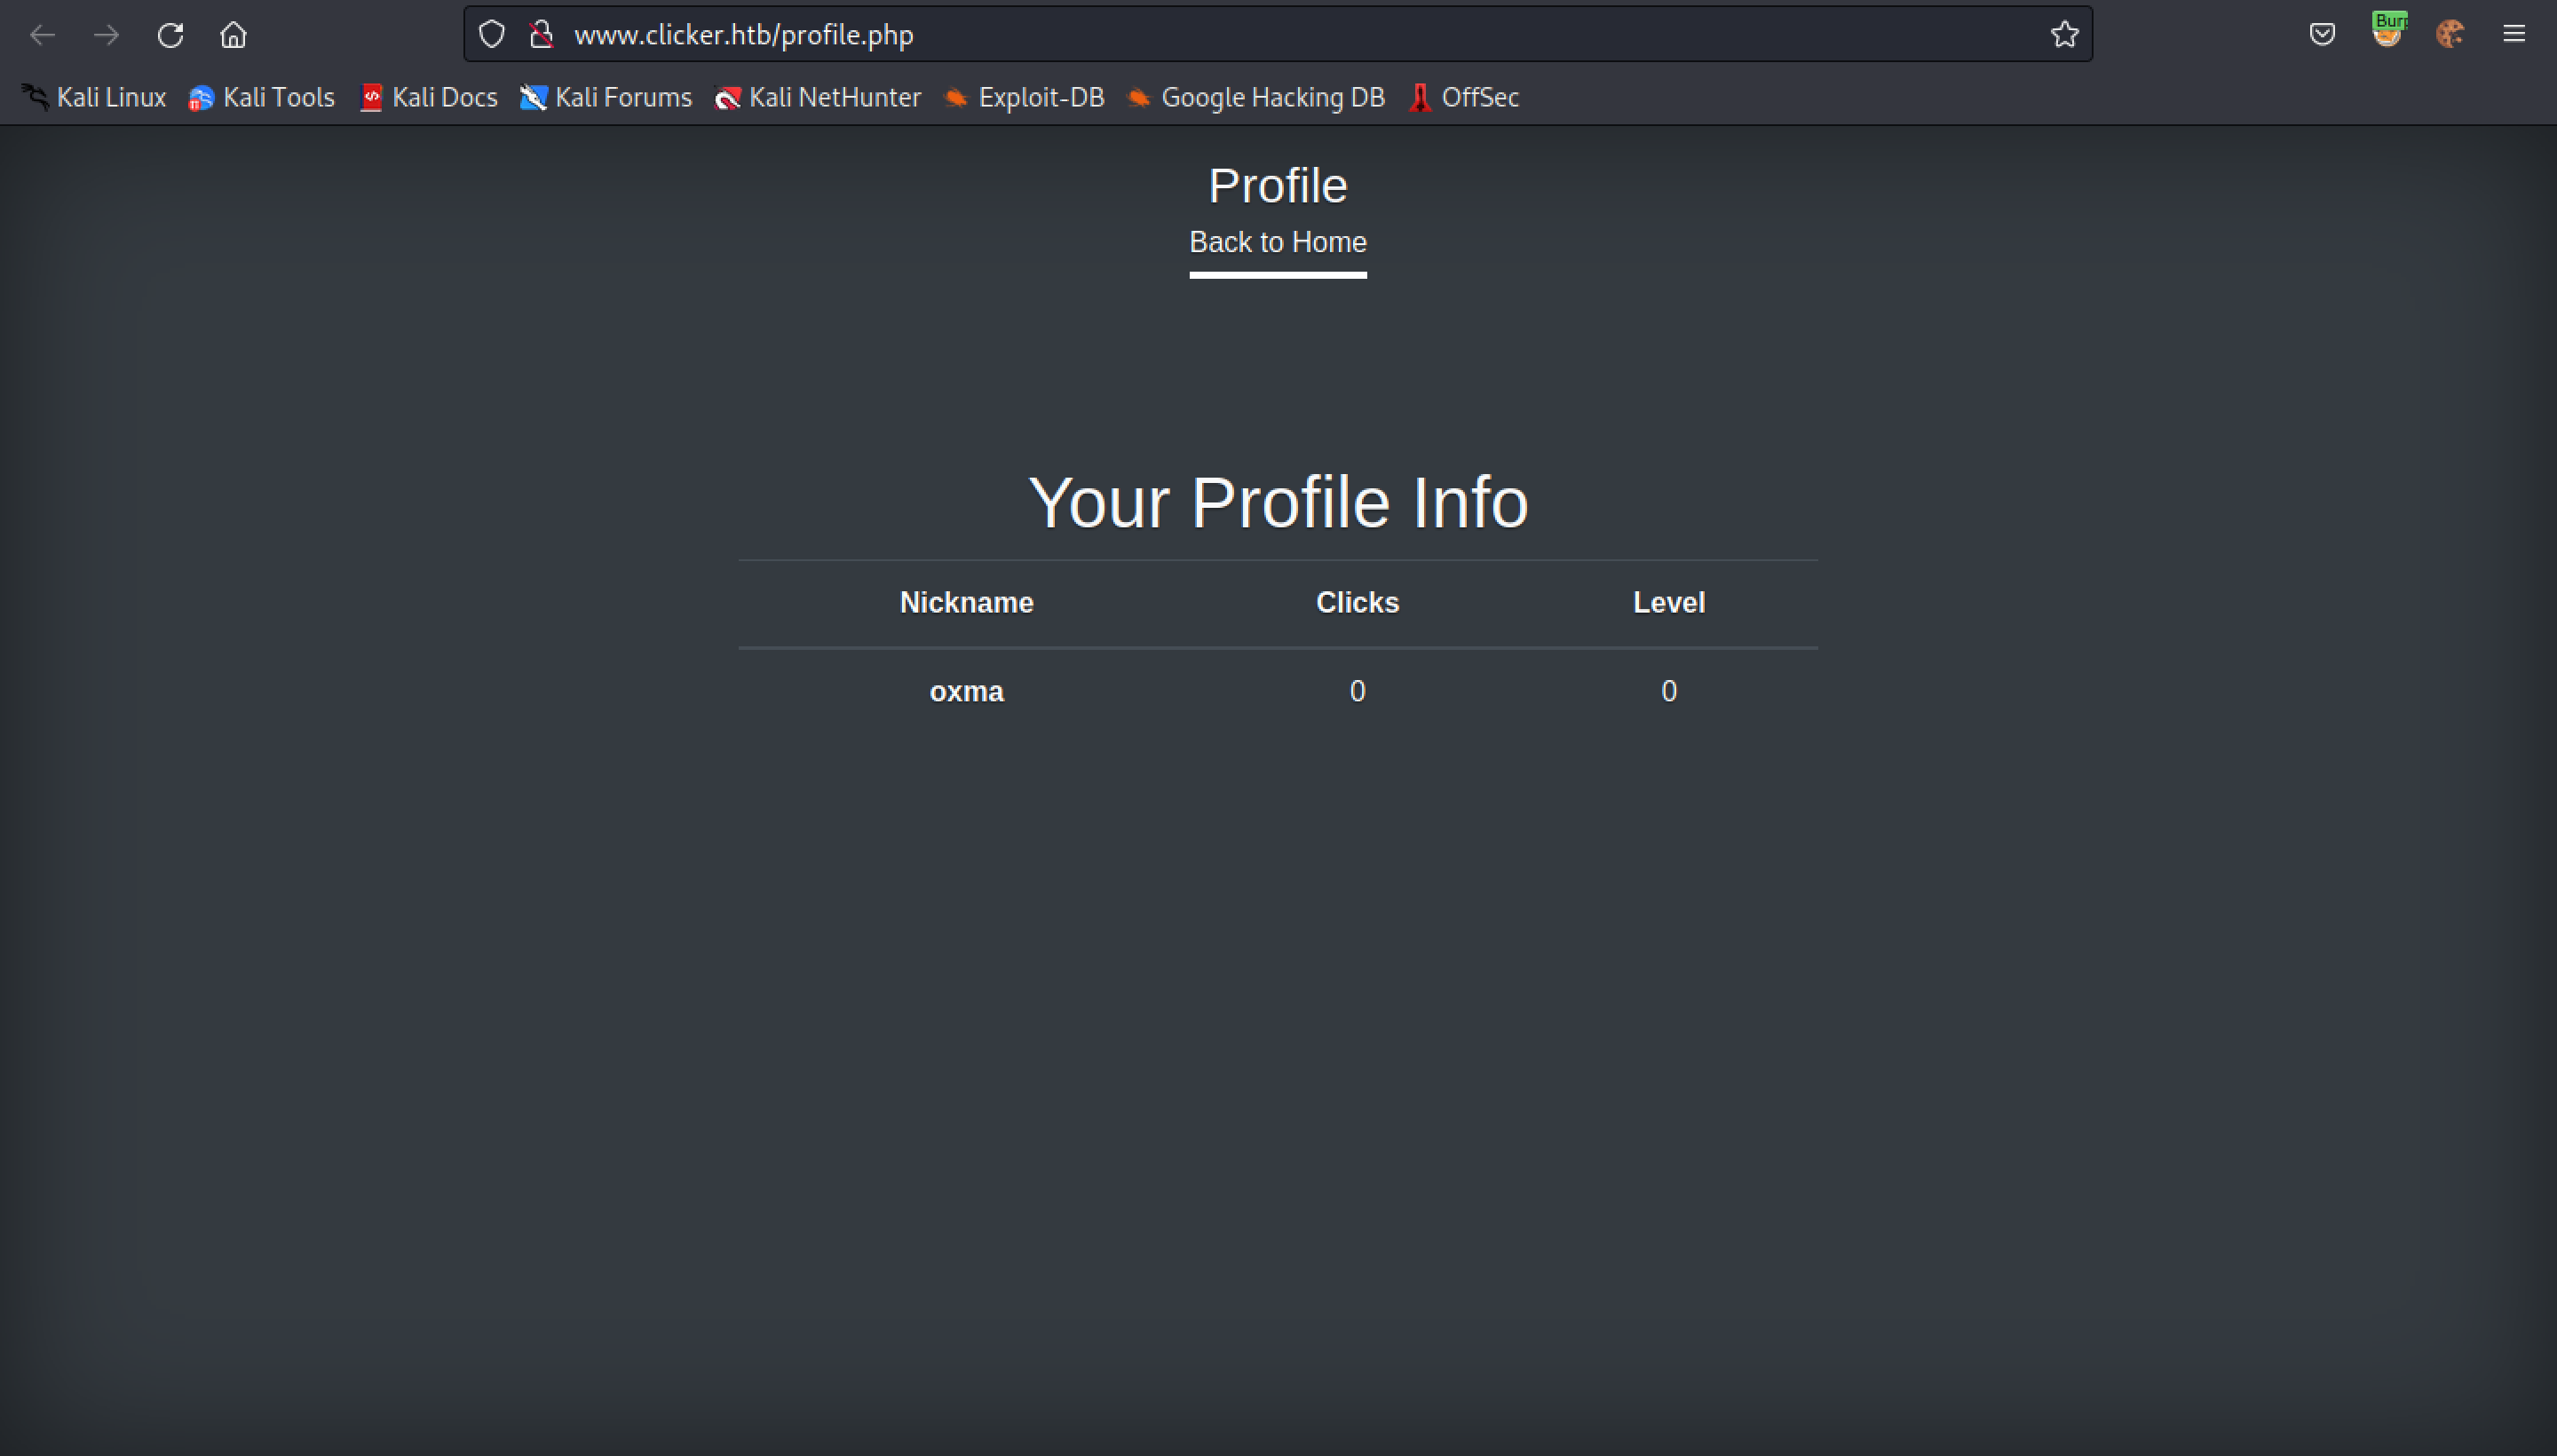 www.clicker.htb/profile.php
Burp
Kali Linux Kali Tools Kali Docs Kali Forums Kali NetHunter Exploit-DB Google Hacking DB OffSec
Profile
Back to Home
Your Profile Info
Nickname Clicks Level
oxma 0 0